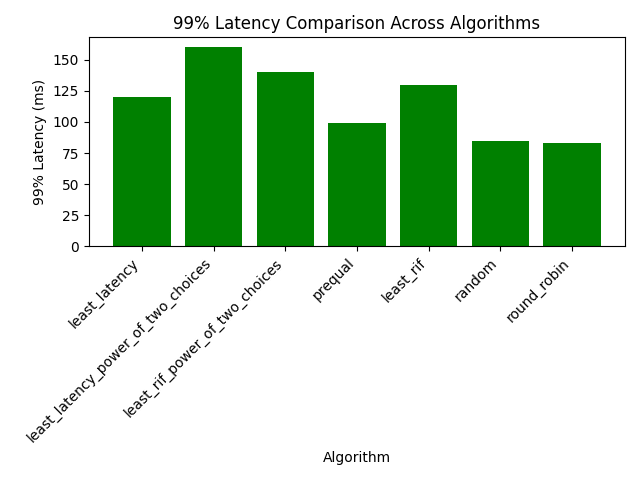 99% Latency Comparison Across Algorithms
99% Latency (ms)
150
125
100
75
50
25
0
least_latency
least_latency_power_of_two_choices
least_rif_power_of_two_choices
prequal
least_rif
random
round_robin
Algorithm